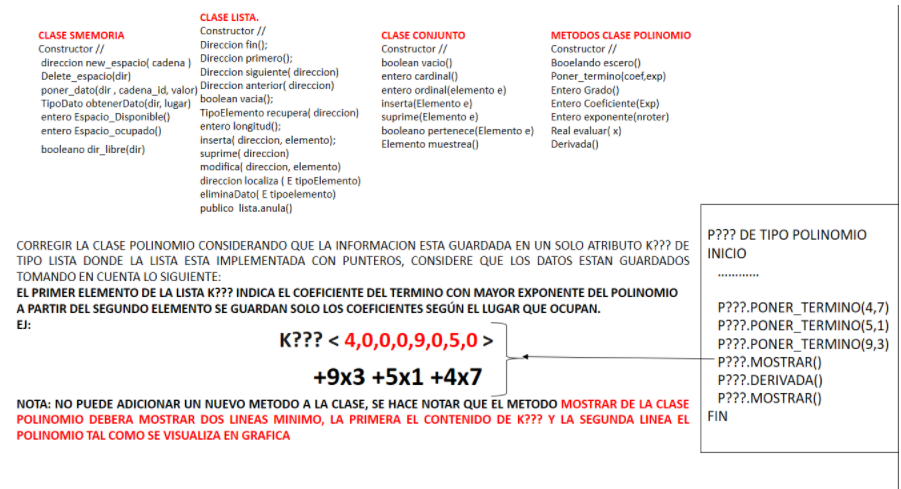 CLASE SMEMORIA
Constructor //
direccion new_espacio( cadena )
Delete_espacio(dir)
poner_dato(dir , cadena_id, valor)
TipoDato obtenerDato(dir, lugar)
entero Espacio_Disponible()
entero Espacio_ocupado()
booleano dir_libre(dir)
CLASE LISTA.
Constructor //
Direccion fin();
Direccion primero();
Direccion siguiente( direccion)
Direccion anterior( direccion)
boolean vacia();
TipoElemento recupera( direccion)
entero longitud();
inserta( direccion, elemento);
suprime( direccion)
modifica( direccion, elemento)
direccion localiza ( E tipoElemento)
eliminaDato( E tipoelemento)
publico lista.anula()
CLASE CONJUNTO
Constructor //
boolean vacio()
entero cardinal()
entero ordinal(elemento e)
inserta(Elemento e)
suprime(Elemento e)
booleano pertenece(Elemento e)
Elemento muestrea()
METODOS CLASE POLINOMIO
Constructor //
Booelando escero()
Poner_termino(coef,exp)
Entero Grado()
Entero Coeficiente(Exp)
Entero exponente(nroter)
Real evaluar( x)
Derivada()
CORREGIR LA CLASE POLINOMIO CONSIDERANDO QUE LA INFORMACION ESTA GUARDADA EN UN SOLO ATRIBUTO K??? DE
TIPO LISTA DONDE LA LISTA ESTA IMPLEMENTADA CON PUNTEROS, CONSIDERE QUE LOS DATOS ESTAN GUARDADOS
TOMANDO EN CUENTA LO SIGUIENTE:
EL PRIMER ELEMENTO DE LA LISTA K??? INDICA EL COEFICIENTE DEL TERMINO CON MAYOR EXPONENTE DEL POLINOMIO
A PARTIR DEL SEGUNDO ELEMENTO SE GUARDAN SOLO LOS COEFICIENTES SEGÚN EL LUGAR QUE OCUPAN.
EJ:
K??? < 4,0,0,0,9,0,5,0 >
+9x3 +5x1 +4x7
NOTA: NO PUEDE ADICIONAR UN NUEVO METODO A LA CLASE, SE HACE NOTAR QUE EL METODO MOSTRAR DE LA CLASE
POLINOMIO DEBERA MOSTRAR DOS LINEAS MINIMO, LA PRIMERA EL CONTENIDO DE K??? Y LA SEGUNDA LINEA EL
POLINOMIO TAL COMO SE VISUALIZA EN GRAFICA
P??? DE TIPO POLINOMIO
INICIO
............
P???.PONER_TERMINO(4,7)
P???.PONER_TERMINO(5,1)
P???.PONER_TERMINO(9,3)
P???.MOSTRAR()
P???.DERIVADA()
P???.MOSTRAR()
FIN